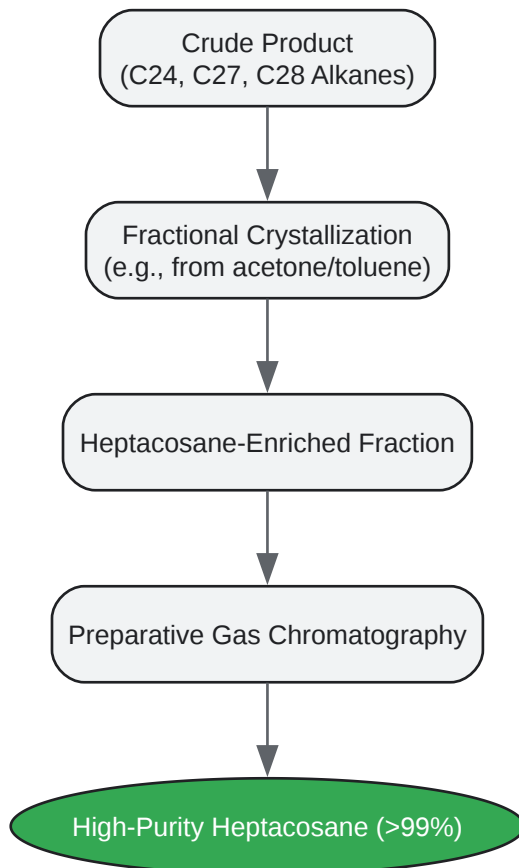 Crude Product
(C24, C27, C28 Alkanes)
Fractional Crystallization
(e.g., from acetone/toluene)
Heptacosane-Enriched Fraction
Preparative Gas Chromatography
High-Purity Heptacosane (>99%)